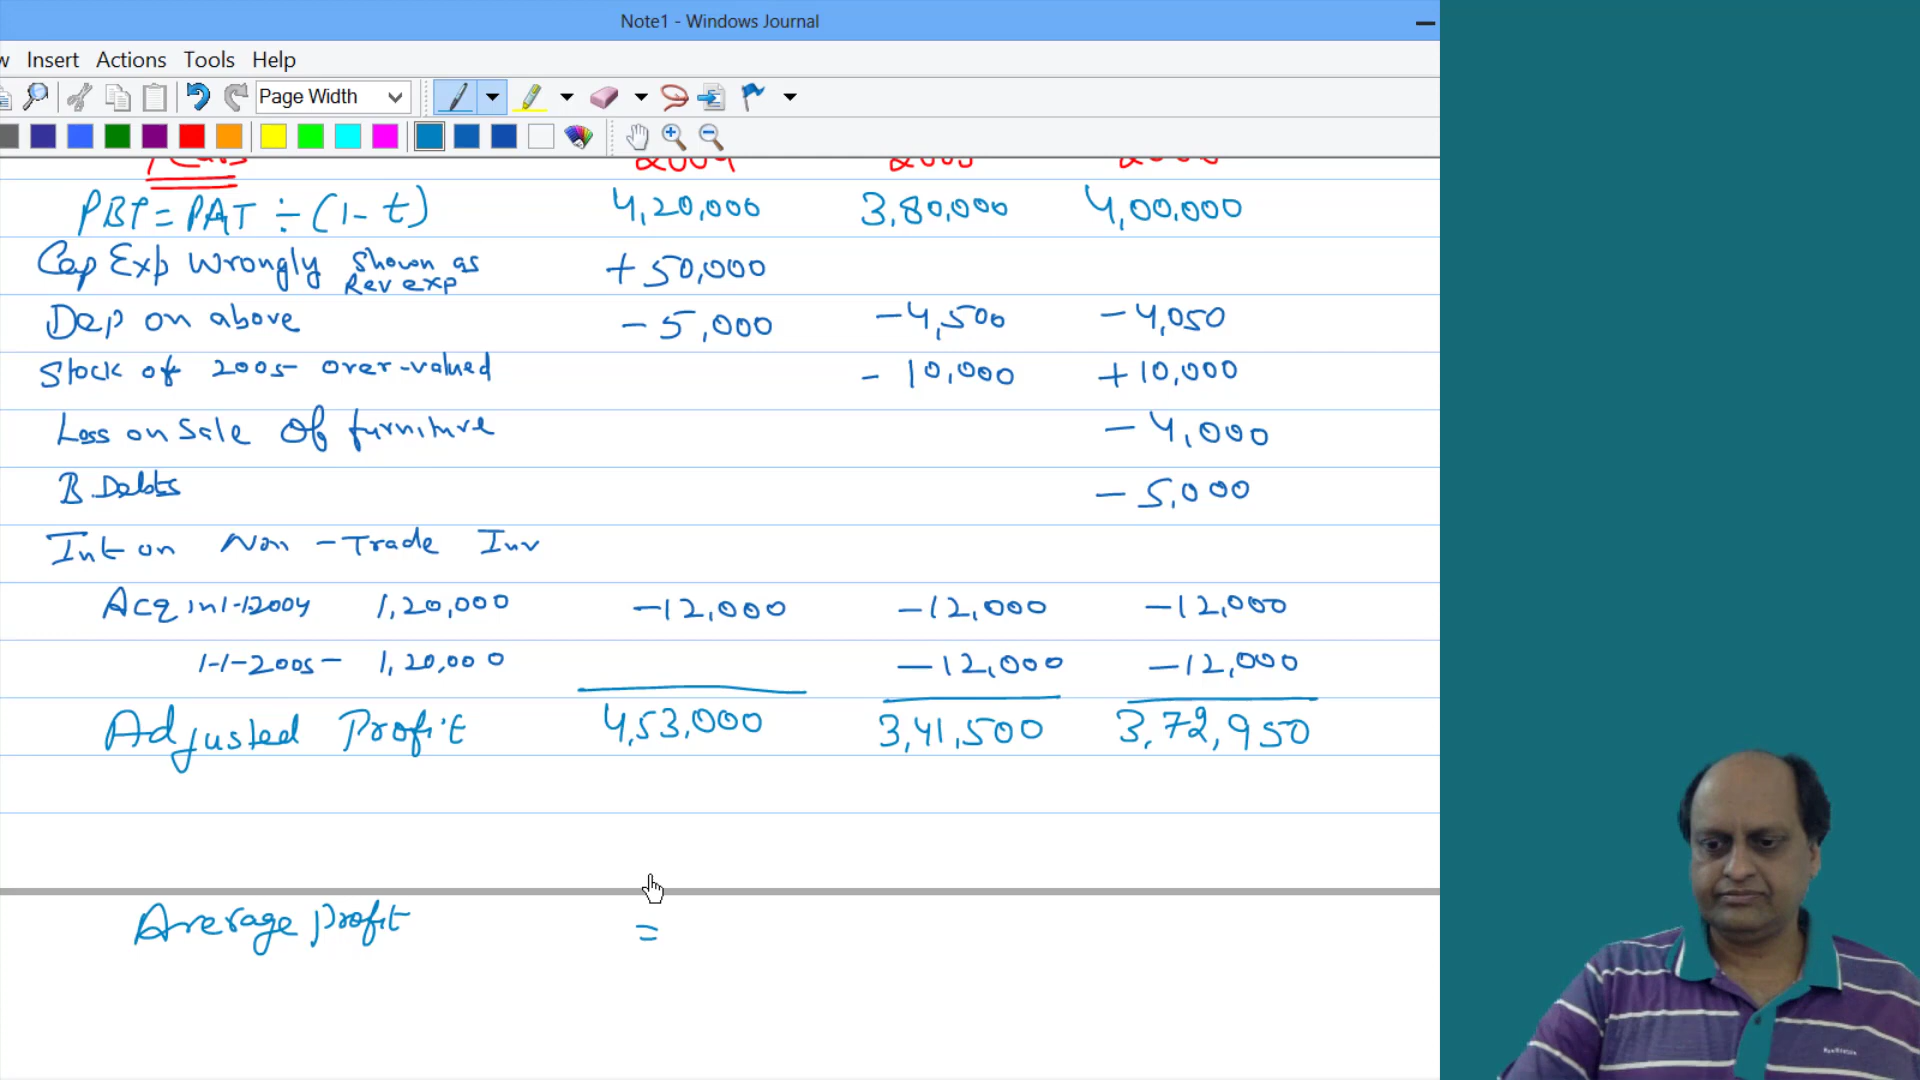 Note1 - Windows Journal
w Insert Actions Tools Help
Page Width
Years 2004 2005 2006
PBT = PAT ÷ (1-t) 4,20,000 3,80,000 4,00,000
Cap Exp wrongly shown as Rev exp +50,000
Dep on above -5,000 -4,500 -4,050
Stock of 2005 over-valued -10,000 +10,000
Loss on Sale Of furniture -4,000
B Debts -5,000
Int on Non-Trade Inv
Acq in 1-1-2004 1,20,000 -12,000 -12,000 -12,000
1-1-2005- 1,20,000 -12,000 -12,000
Adjusted Profit 4,53,000 3,41,500 3,72,950
Average profit =